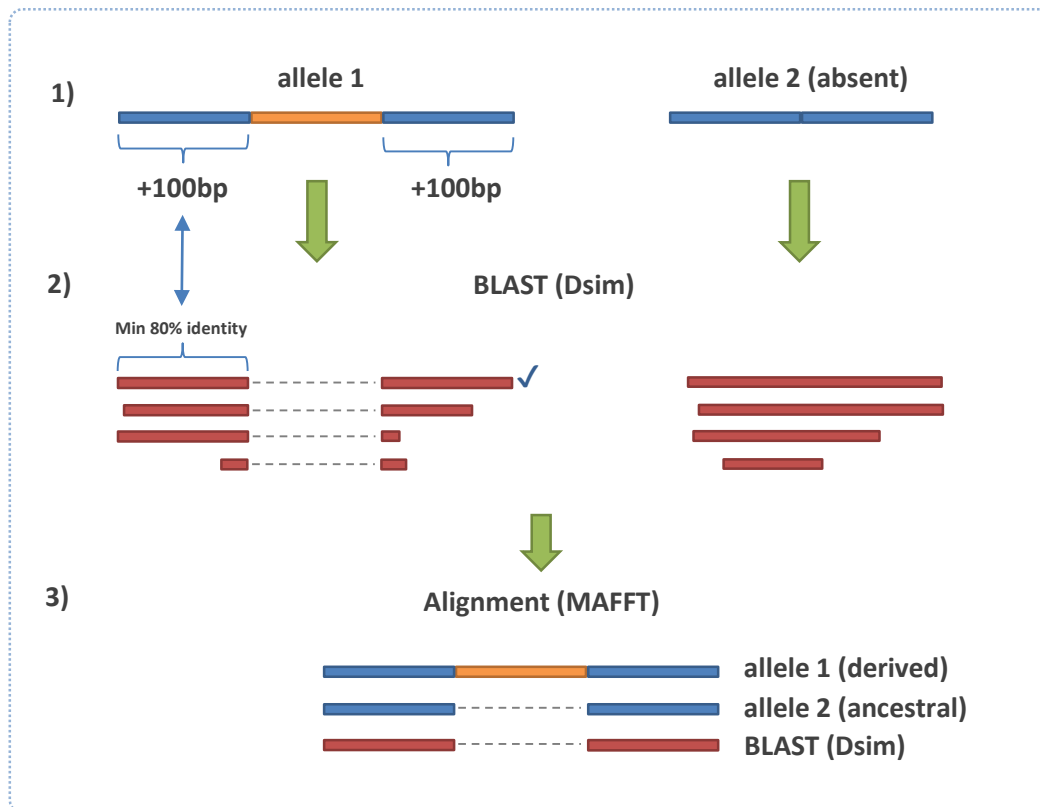 1)
allele 1
allele 2 (absent)
+100bp
+100bp
2)
BLAST (Dsim)
Min 80% identity
3)
Alignment (MAFFT)
allele 1 (derived)
allele 2 (ancestral)
BLAST (Dsim)